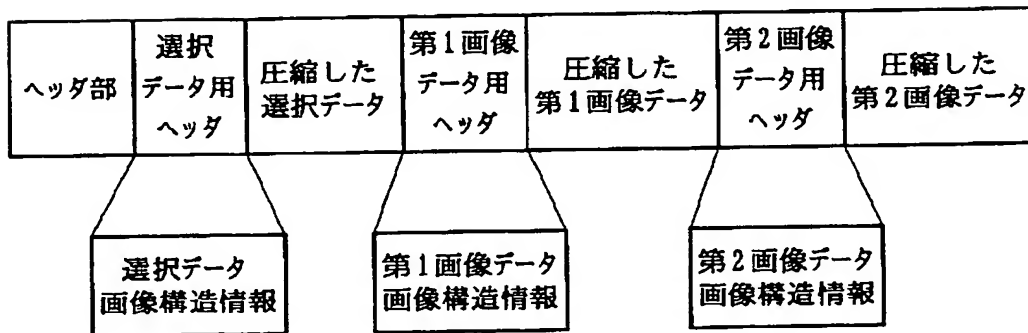 ヘッダ部
選択
データ用
ヘッダ
圧縮した
選択データ
第1画像
データ用
ヘッダ
圧縮した
第1画像データ
第2画像
データ用
ヘッダ
圧縮した
第2画像データ
選択データ
画像構造情報
第1画像データ
画像構造情報
第2画像データ
画像構造情報